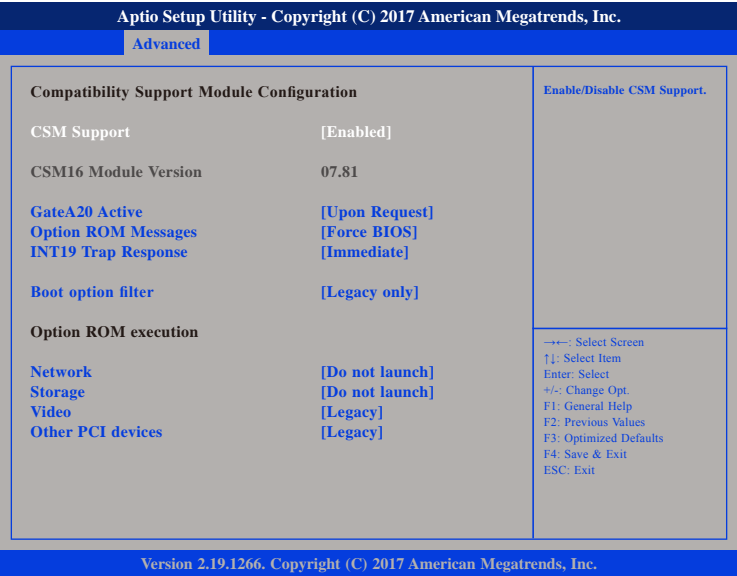 Aptio Setup Utility - Copyright (C) 2017 American Megatrends, Inc.
Advanced
Compatibility Support Module Configuration
CSM Support [Enabled]
CSM16 Module Version 07.81
GateA20 Active [Upon Request]
Option ROM Messages [Force BIOS]
INT19 Trap Response [Immediate]
Boot option filter [Legacy only]
Option ROM execution
Network [Do not launch]
Storage [Do not launch]
Video [Legacy]
Other PCI devices [Legacy]
Enable/Disable CSM Support.
→←: Select Screen
↑↓: Select Item
Enter: Select
+/-: Change Opt.
F1: General Help
F2: Previous Values
F3: Optimized Defaults
F4: Save & Exit
ESC: Exit
Version 2.19.1266. Copyright (C) 2017 American Megatrends, Inc.